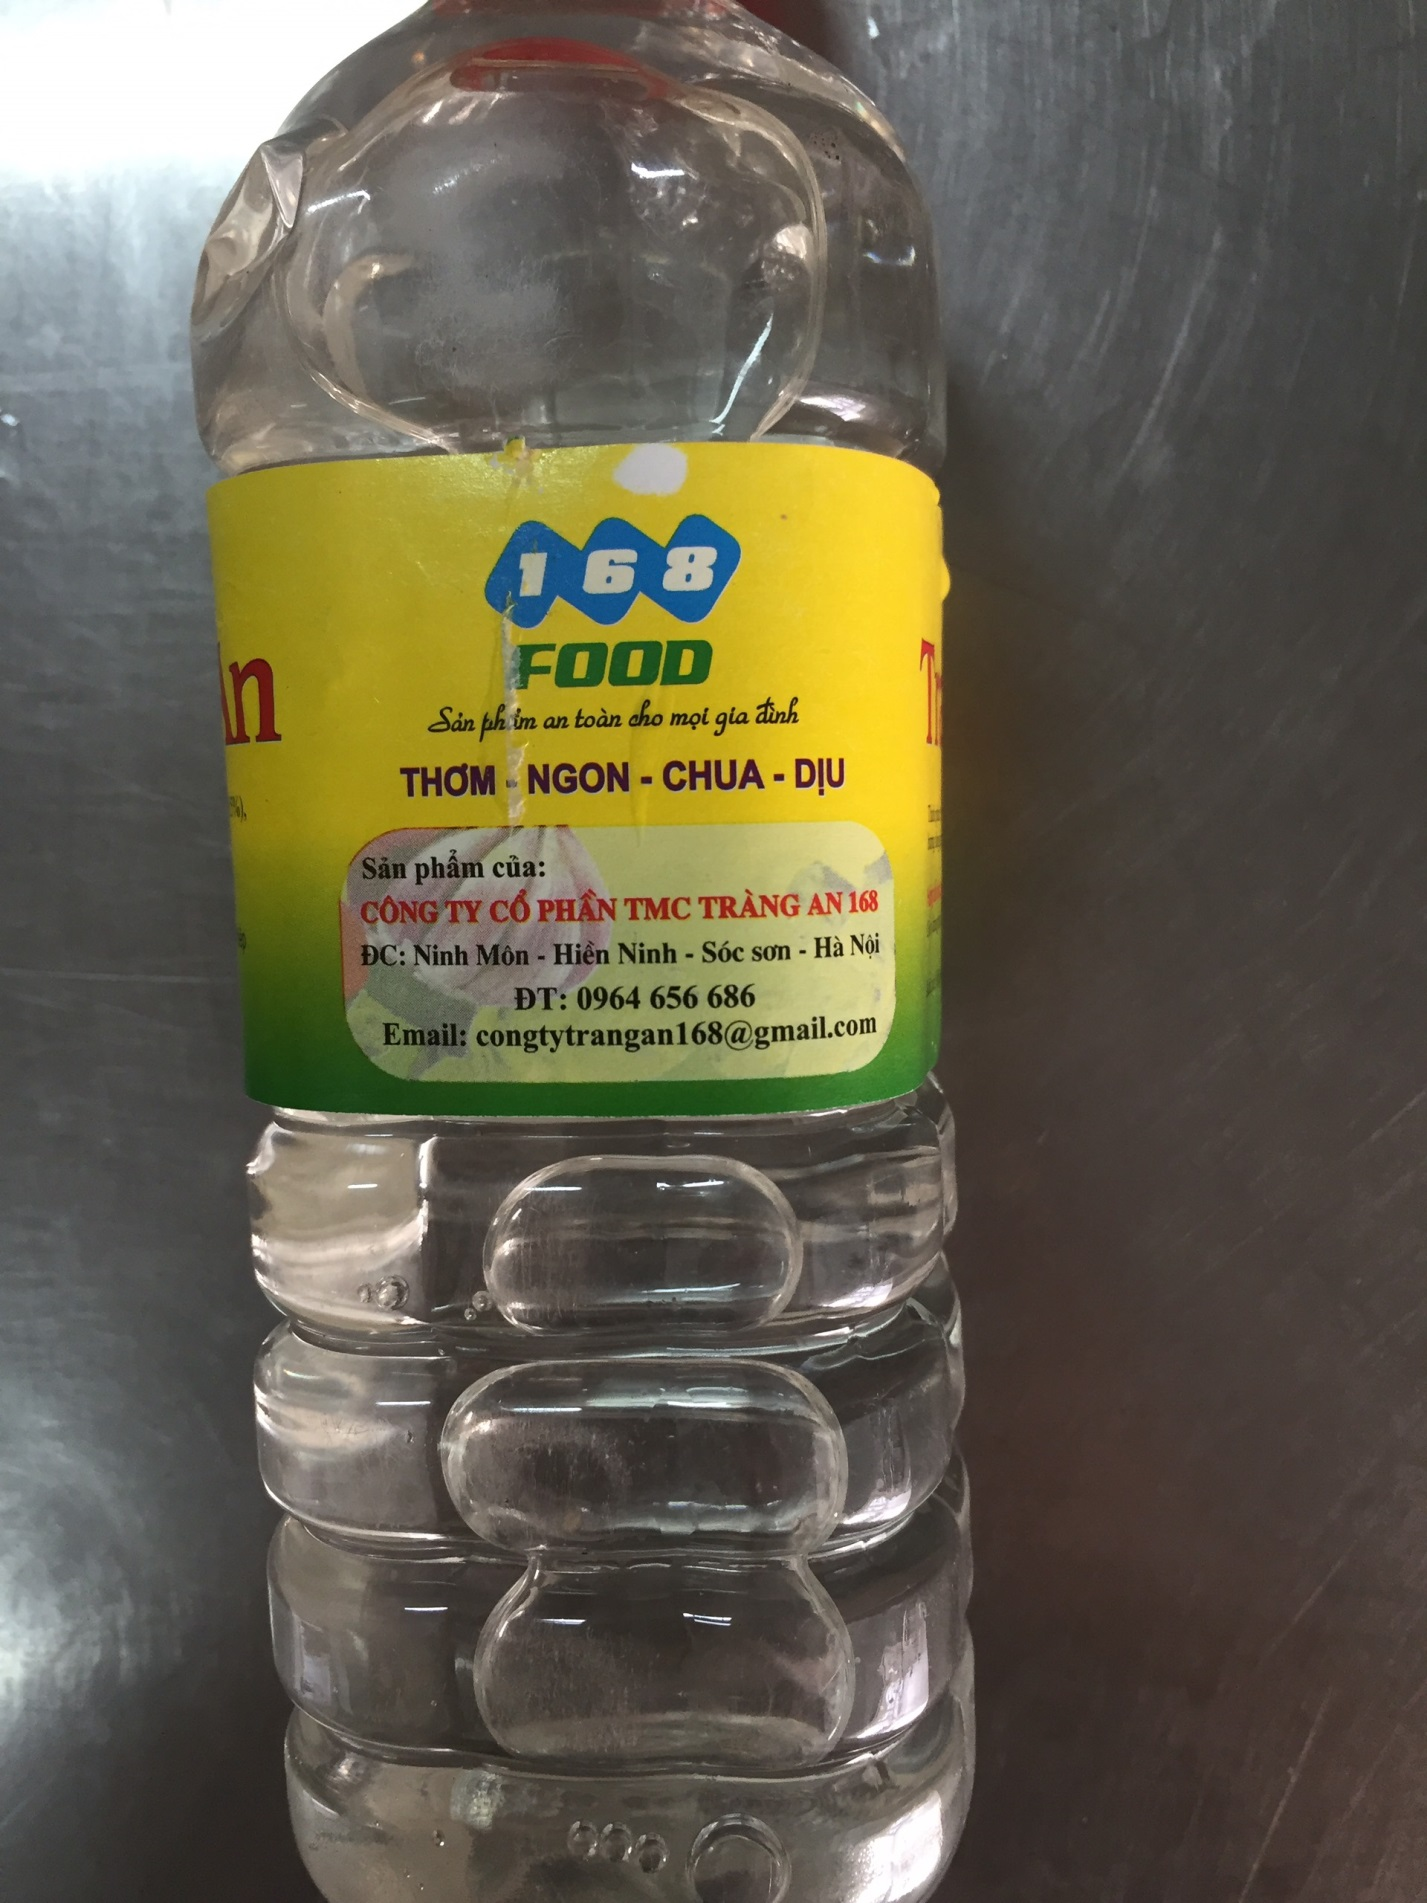 168
FOOD
Sản phẩm an toàn cho mọi gia đình
THƠM - NGON - CHUA - DỊU
Sản phẩm của:
CÔNG TY CỔ PHẦN TMC TRÀNG AN 168
ĐC: Ninh Môn - Hiền Ninh - Sóc sơn - Hà Nội
ĐT: 0964 656 686
Email: congtytrangan168@gmail.com
An